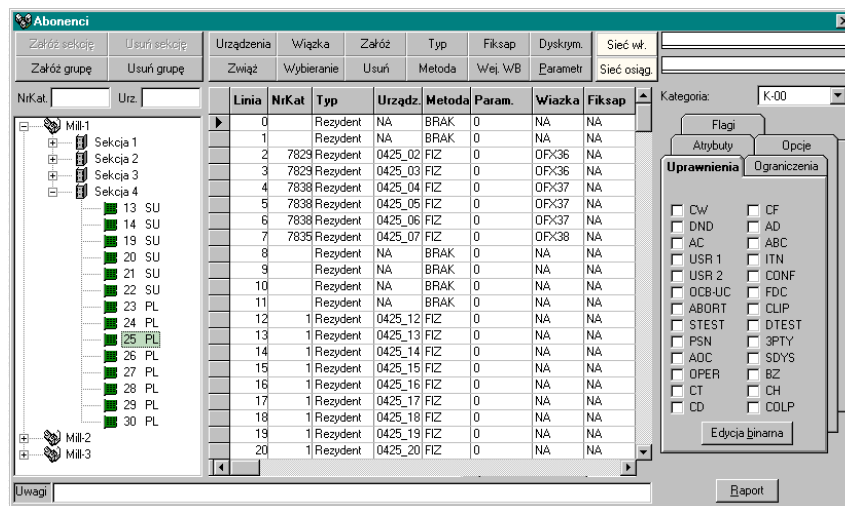 Abonenci
Załóż sekcję Usuń sekcję Urządzenia Wiązka Załóż Typ Fiksap Dyskrym. Sieć wł.
Załóż grupę Usuń grupę Zwiąż Wybieranie Usuń Metoda Wej. WB Parametr Sieć osiąg.
NrKat. Urz. Kategoria: K-00
Linia NrKat Typ Urządz. Metoda Param. Wiazka Fiksap
0 Rezydent NA BRAK 0 NA NA
1 Rezydent NA BRAK 0 NA NA
2 7829 Rezydent 0425_02 FIZ 0 OFX36 NA
3 7829 Rezydent 0425_03 FIZ 0 OFX36 NA
4 7838 Rezydent 0425_04 FIZ 0 OFX37 NA
5 7838 Rezydent 0425_05 FIZ 0 OFX37 NA
6 7838 Rezydent 0425_06 FIZ 0 OFX37 NA
7 7835 Rezydent 0425_07 FIZ 0 OFX38 NA
8 Rezydent NA BRAK 0 NA NA
9 Rezydent NA BRAK 0 NA NA
10 Rezydent NA BRAK 0 NA NA
11 Rezydent NA BRAK 0 NA NA
12 1 Rezydent 0425_12 FIZ 0 NA NA
13 1 Rezydent 0425_13 FIZ 0 NA NA
14 1 Rezydent 0425_14 FIZ 0 NA NA
15 1 Rezydent 0425_15 FIZ 0 NA NA
16 1 Rezydent 0425_16 FIZ 0 NA NA
17 1 Rezydent 0425_17 FIZ 0 NA NA
18 1 Rezydent 0425_18 FIZ 0 NA NA
19 1 Rezydent 0425_19 FIZ 0 NA NA
20 1 Rezydent 0425_20 FIZ 0 NA NA
Mill-1
Sekcja 1
Sekcja 2
Sekcja 3
Sekcja 4
13 SU
14 SU
19 SU
20 SU
21 SU
22 SU
23 PL
24 PL
25 PL
26 PL
27 PL
28 PL
29 PL
30 PL
Mill-2
Mill-3
Flagi
Atrybuty Opcje
Uprawnienia Ograniczenia
CW CF
DND AD
AC ABC
USR 1 ITN
USR 2 CONF
OCB-UC FDC
ABORT CLIP
STEST DTEST
PSN 3PTY
AOC SDYS
OPER BZ
CT CH
CD COLP
Edycja binarna
Uwagi
Raport